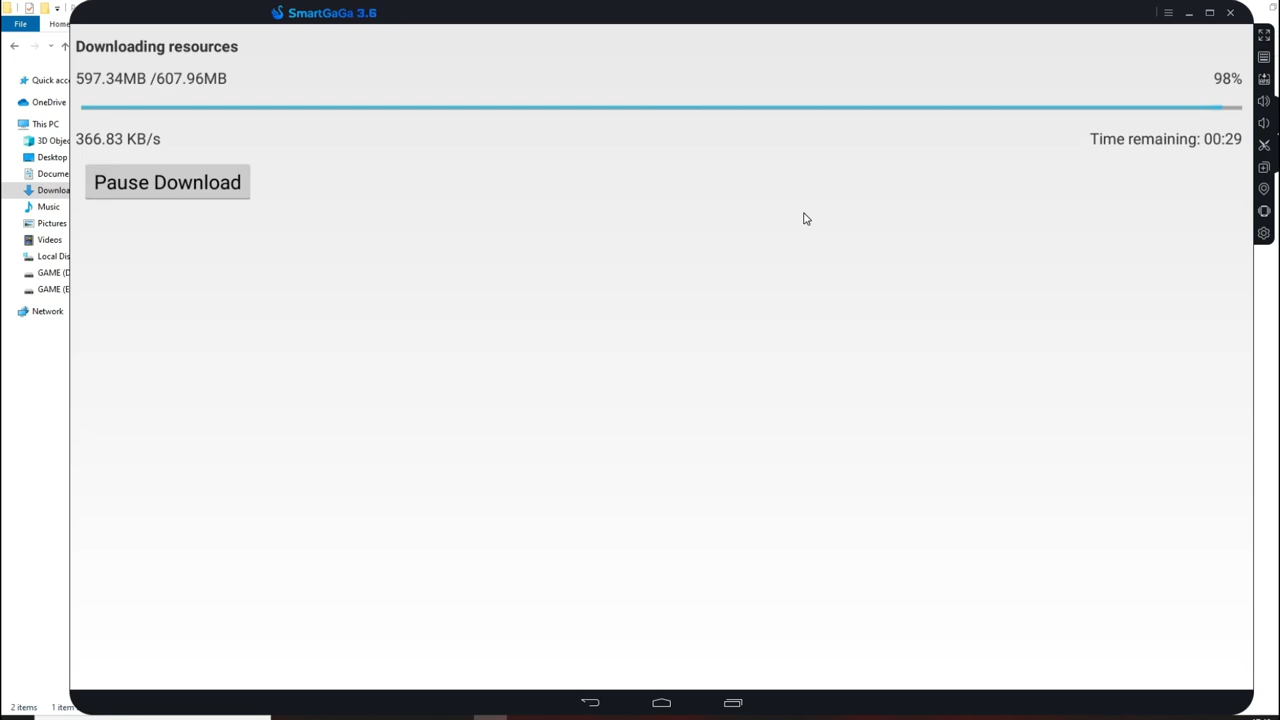 SmartGaGa 3.6
File
Home
Downloading resources
597.34MB /607.96MB
98%
366.83 KB/s
Time remaining: 00:29
Pause Download
Quick acc
OneDrive
This PC
3D Objec
Desktop
Docume
Downloa
Music
Pictures
Videos
Local Dis
GAME (D
GAME (E
Network
2 items
1 item